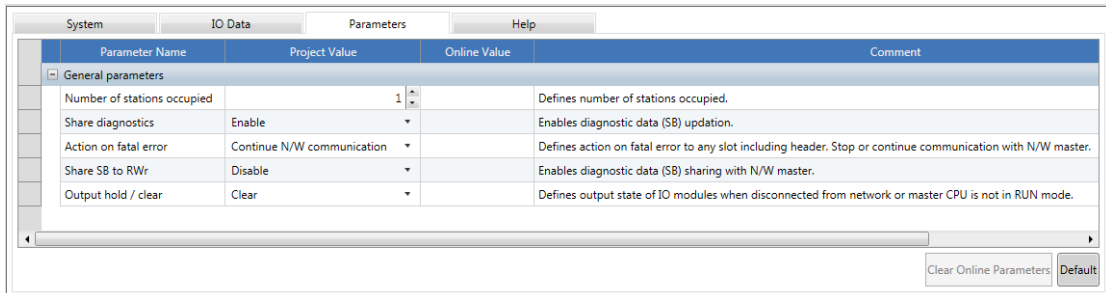 System IO Data Parameters Help
Parameter Name Project Value Online Value Comment
General parameters
Number of stations occupied 1 Defines number of stations occupied.
Share diagnostics Enable Enables diagnostic data (SB) updation.
Action on fatal error Continue N/W communication Defines action on fatal error to any slot including header. Stop or continue communication with N/W master.
Share SB to RWr Disable Enables diagnostic data (SB) sharing with N/W master.
Output hold / clear Clear Defines output state of IO modules when disconnected from network or master CPU is not in RUN mode.
Clear Online Parameters Default